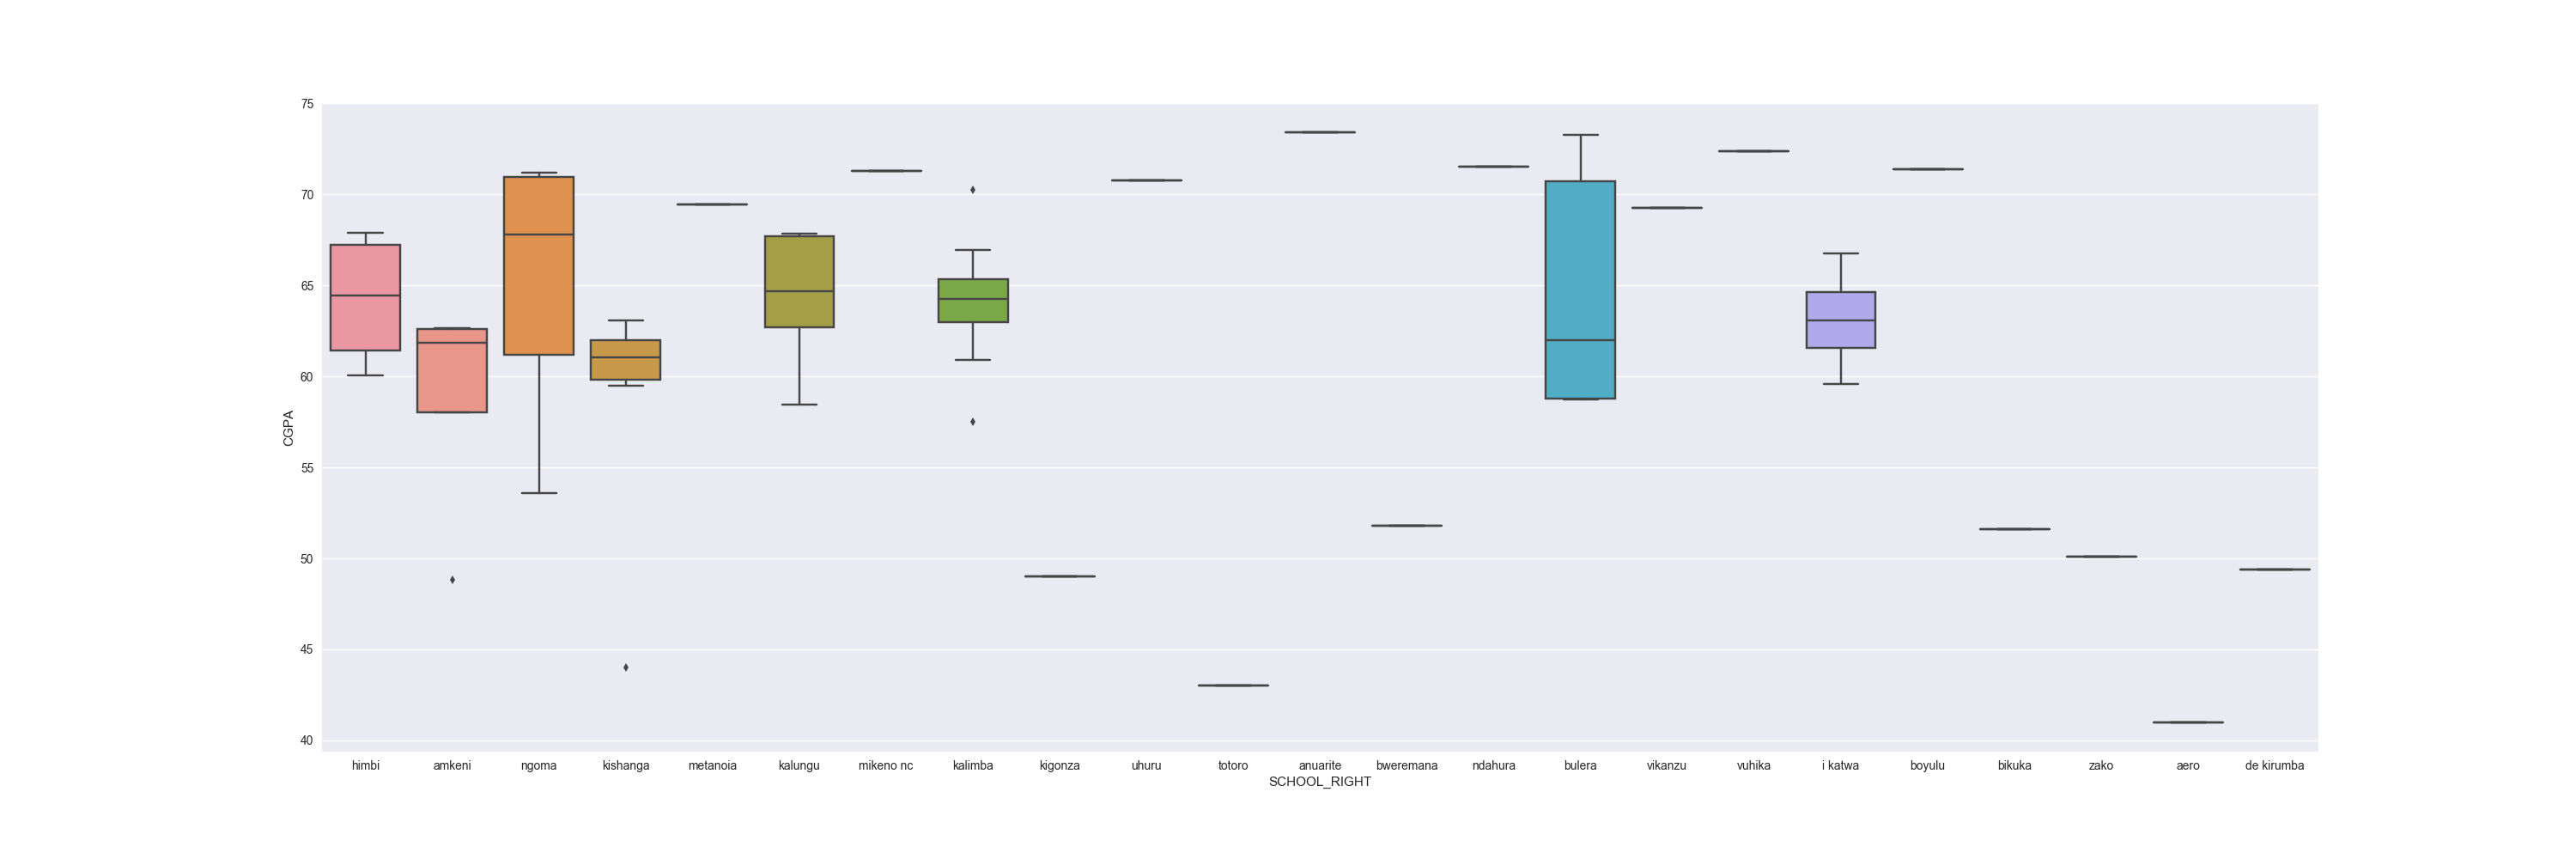 75
70
65
60
55
50
45
40
CGPA
himbi amkeni ngoma kishanga metanoia kalungu mikeno nc kalimba kigonza uhuru totoro anuarite bweremana ndahura bulera vikanzu vuhika i katwa boyulu bikuka zako aero de kirumba
SCHOOL_RIGHT